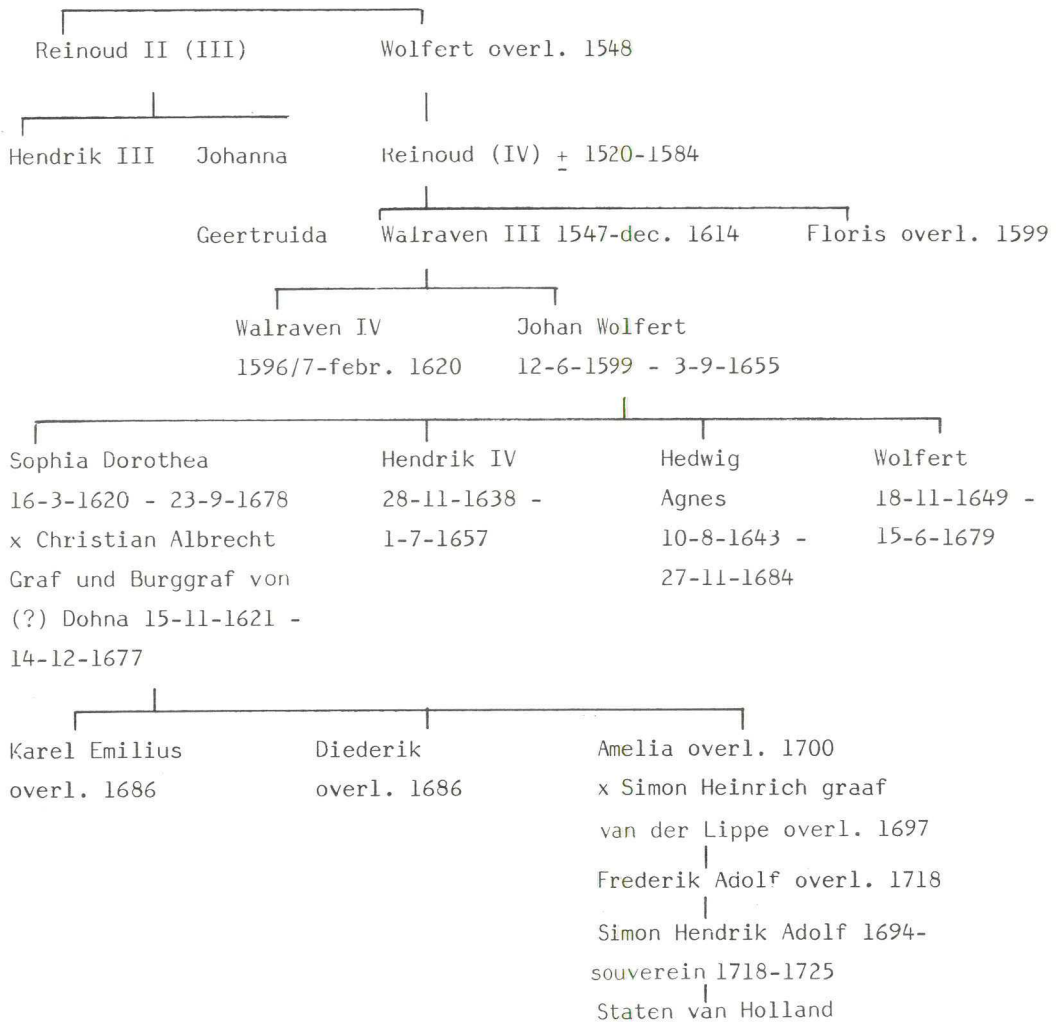 Reinoud II (III) Wolfert overl. 1548
Hendrik III Johanna Reinoud (IV) ± 1520-1584
Geertruida Walraven III 1547-dec. 1614 Floris overl. 1599
Walraven IV Johan Wolfert
1596/7-febr. 1620 12-6-1599 - 3-9-1655
Sophia Dorothea Hendrik IV Hedwig Wolfert
16-3-1620 - 23-9-1678 28-11-1638 - Agnes 18-11-1649 -
x Christian Albrecht 1-7-1657 10-8-1643 - 15-6-1679
Graf und Burggraf von 27-11-1684
(?) Dohna 15-11-1621 -
14-12-1677
Karel Emilius Diederik Amelia overl. 1700
overl. 1686 overl. 1686 x Simon Heinrich graaf
van der Lippe overl. 1697
Frederik Adolf overl. 1718
Simon Hendrik Adolf 1694-
souverein 1718-1725
Staten van Holland